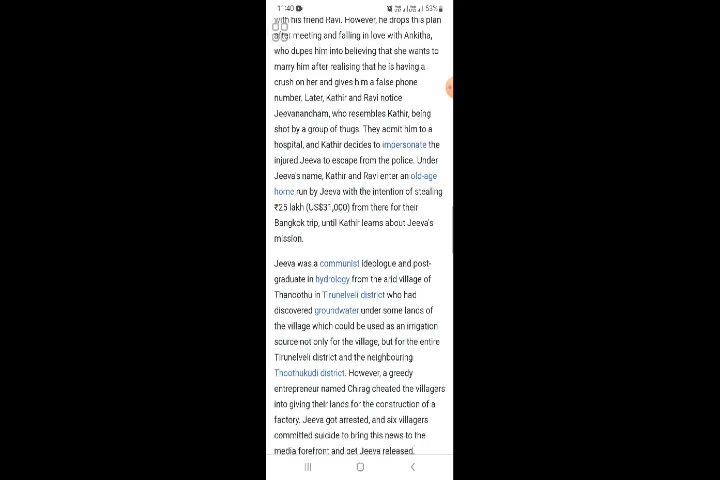 11:40
53%
with his friend Ravi. However, he drops this plan
after meeting and falling in love with Ankitha,
who dupes him into believing that she wants to
marry him after realising that he is having a
crush on her and gives him a false phone
number. Later, Kathir and Ravi notice
Jeevanandham, who resembles Kathir, being
shot by a group of thugs. They admit him to a
hospital, and Kathir decides to impersonate the
injured Jeeva to escape from the police. Under
Jeeva's name, Kathir and Ravi enter an old-age
home run by Jeeva with the intention of stealing
₹25 lakh (US$31,000) from there for their
Bangkok trip, until Kathir learns about Jeeva's
mission.
Jeeva was a communist ideologue and post-
graduate in hydrology from the arid village of
Thanoothu in Tirunelveli district who had
discovered groundwater under some lands of
the village which could be used as an irrigation
source not only for the village, but for the entire
Tirunelveli district and the neighbouring
Thoothukudi district. However, a greedy
entrepreneur named Chirag cheated the villagers
into giving their lands for the construction of a
factory. Jeeva got arrested, and six villagers
committed suicide to bring this news to the
media forefront and get Jeeva released.